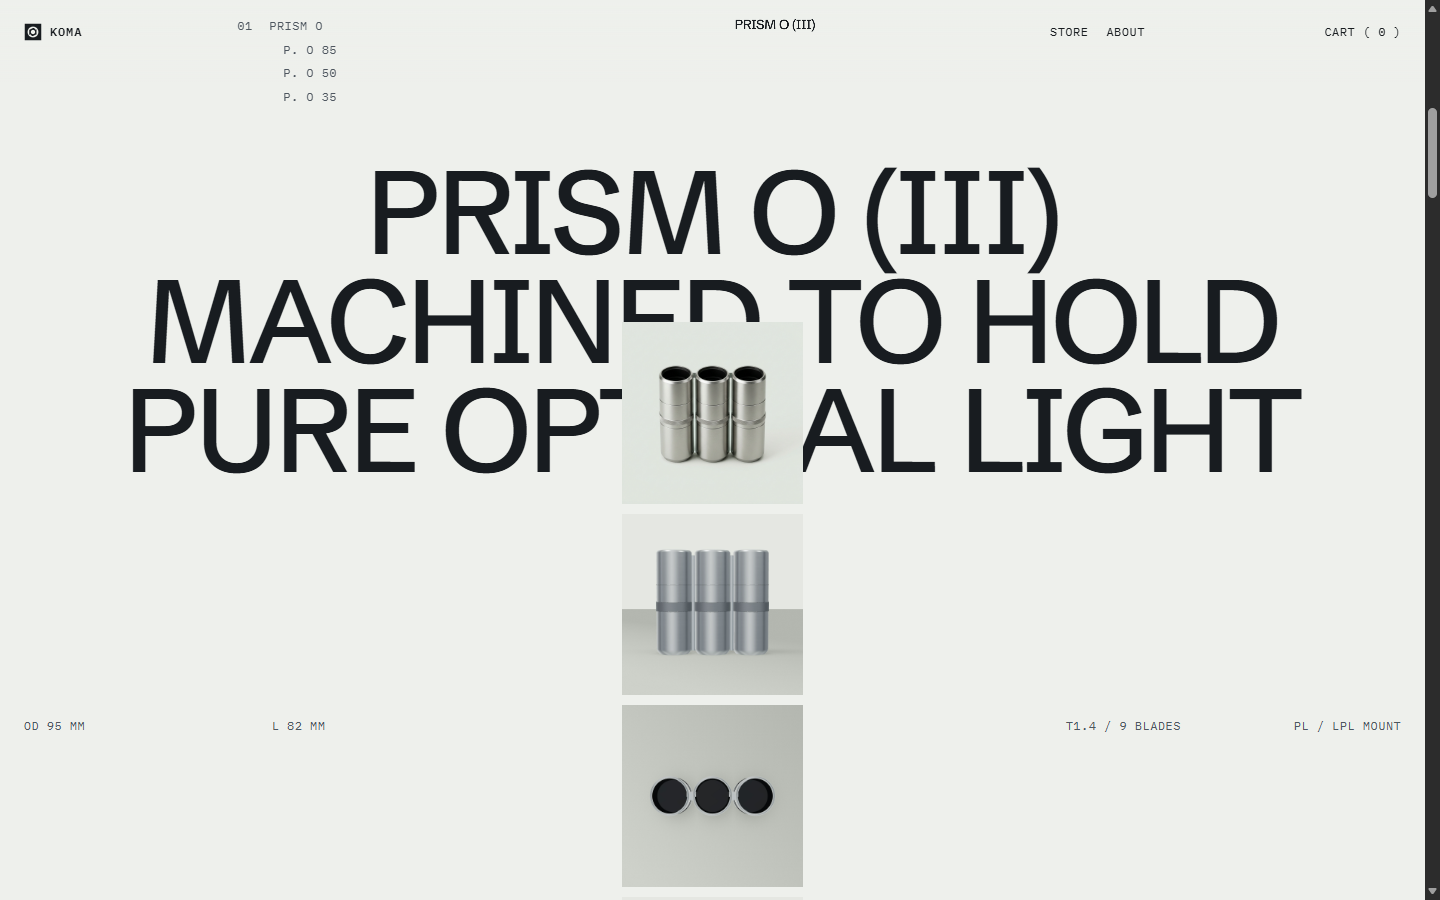 KOMA
01 PRISM O
P. O 85
P. O 50
P. O 35
PRISM O (III)
STORE ABOUT
CART ( 0 )
PRISM O (III)
MACHINED TO HOLD
PURE OPT AL LIGHT
OD 95 MM
L 82 MM
T1.4 / 9 BLADES
PL / LPL MOUNT